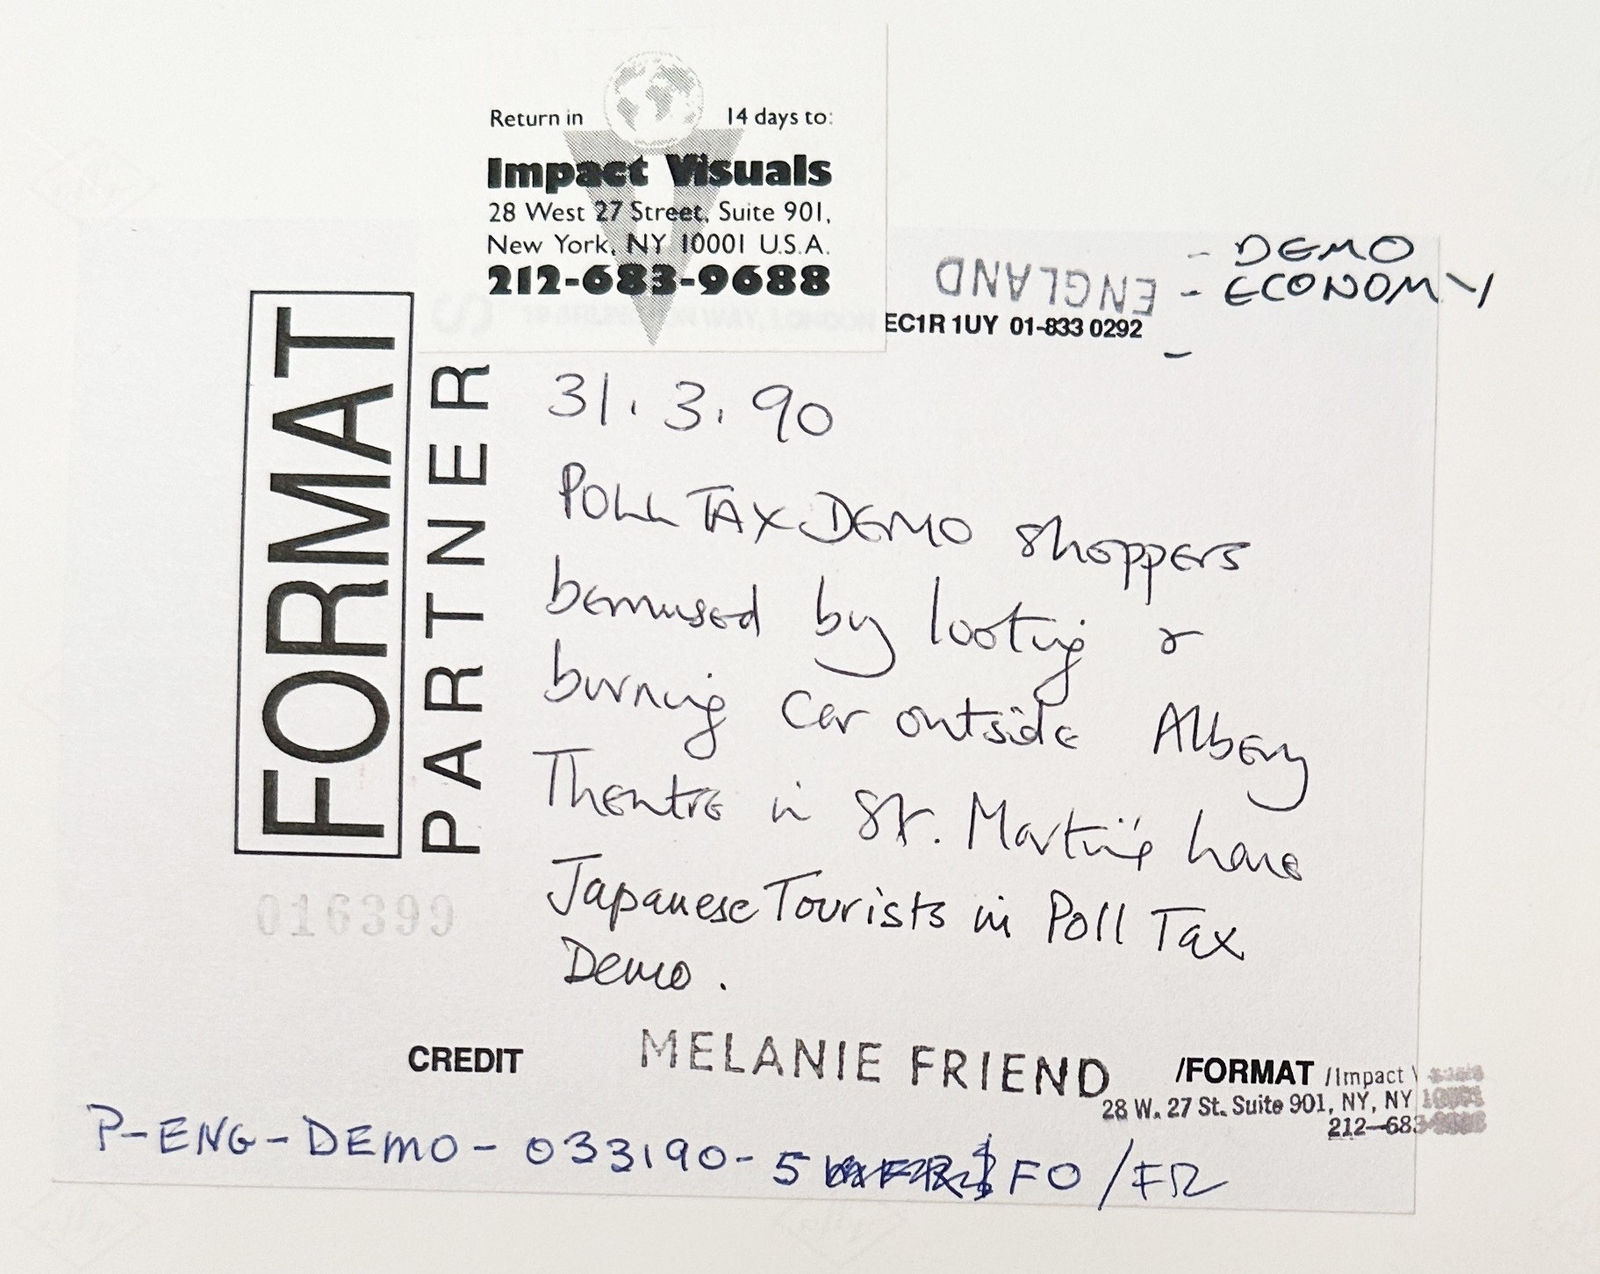 Return in 14 days to:
Impact Visuals
28 West 27 Street, Suite 901,
New York, NY 10001 U.S.A.
212-683-9688
ENGLAND
- DEMO
- ECONOMY
-
EC1R 1UY 01-833 0292
FORMAT
PARTNER
31.3.90
POLL TAX DEMO shoppers
bemused by looting &
burning car outside Albery
Theatre in St. Martin's Lane
Japanese Tourists in Poll Tax
Demo.
016399
CREDIT MELANIE FRIEND /FORMAT /Impact
28 W. 27 St. Suite 901, NY, NY 10001
212-683-9688
P-ENG-DEMO-033190-5 FO/FR